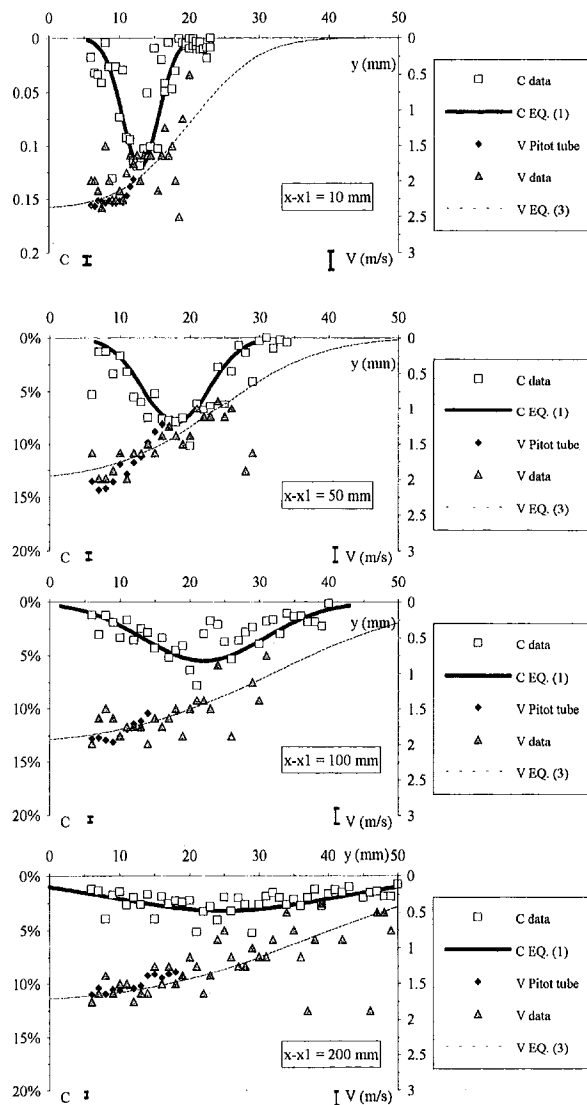 0 10 20 30 40 50
0 0
y (mm)
0.5
0.05
1
0.1
1.5
0.15 2
x-x1 = 10 mm
2.5
0.2 3
C V (m/s)
C data
C EQ. (1)
V Pitot tube
V data
V EQ. (3)
0 10 20 30 40 50
0% 0
y (mm)
0.5
5%
1
10% 1.5
2
15%
x-x1 = 50 mm
2.5
20% 3
C V (m/s)
C data
C EQ. (1)
V Pitot tube
V data
V EQ. (3)
0 10 20 30 40 50
0% 0
y (mm)
0.5
5%
1
10% 1.5
2
15%
x-x1 = 100 mm
2.5
20% 3
C V (m/s)
C data
C EQ. (1)
V Pitot tube
V data
V EQ. (3)
0 10 20 30 40 50
y (mm)
0% 0
0.5
5%
1
10% 1.5
2
15%
x-x1 = 200 mm
2.5
20% 3
C V (m/s)
C data
C EQ. (1)
V Pitot tube
V data
V EQ. (3)